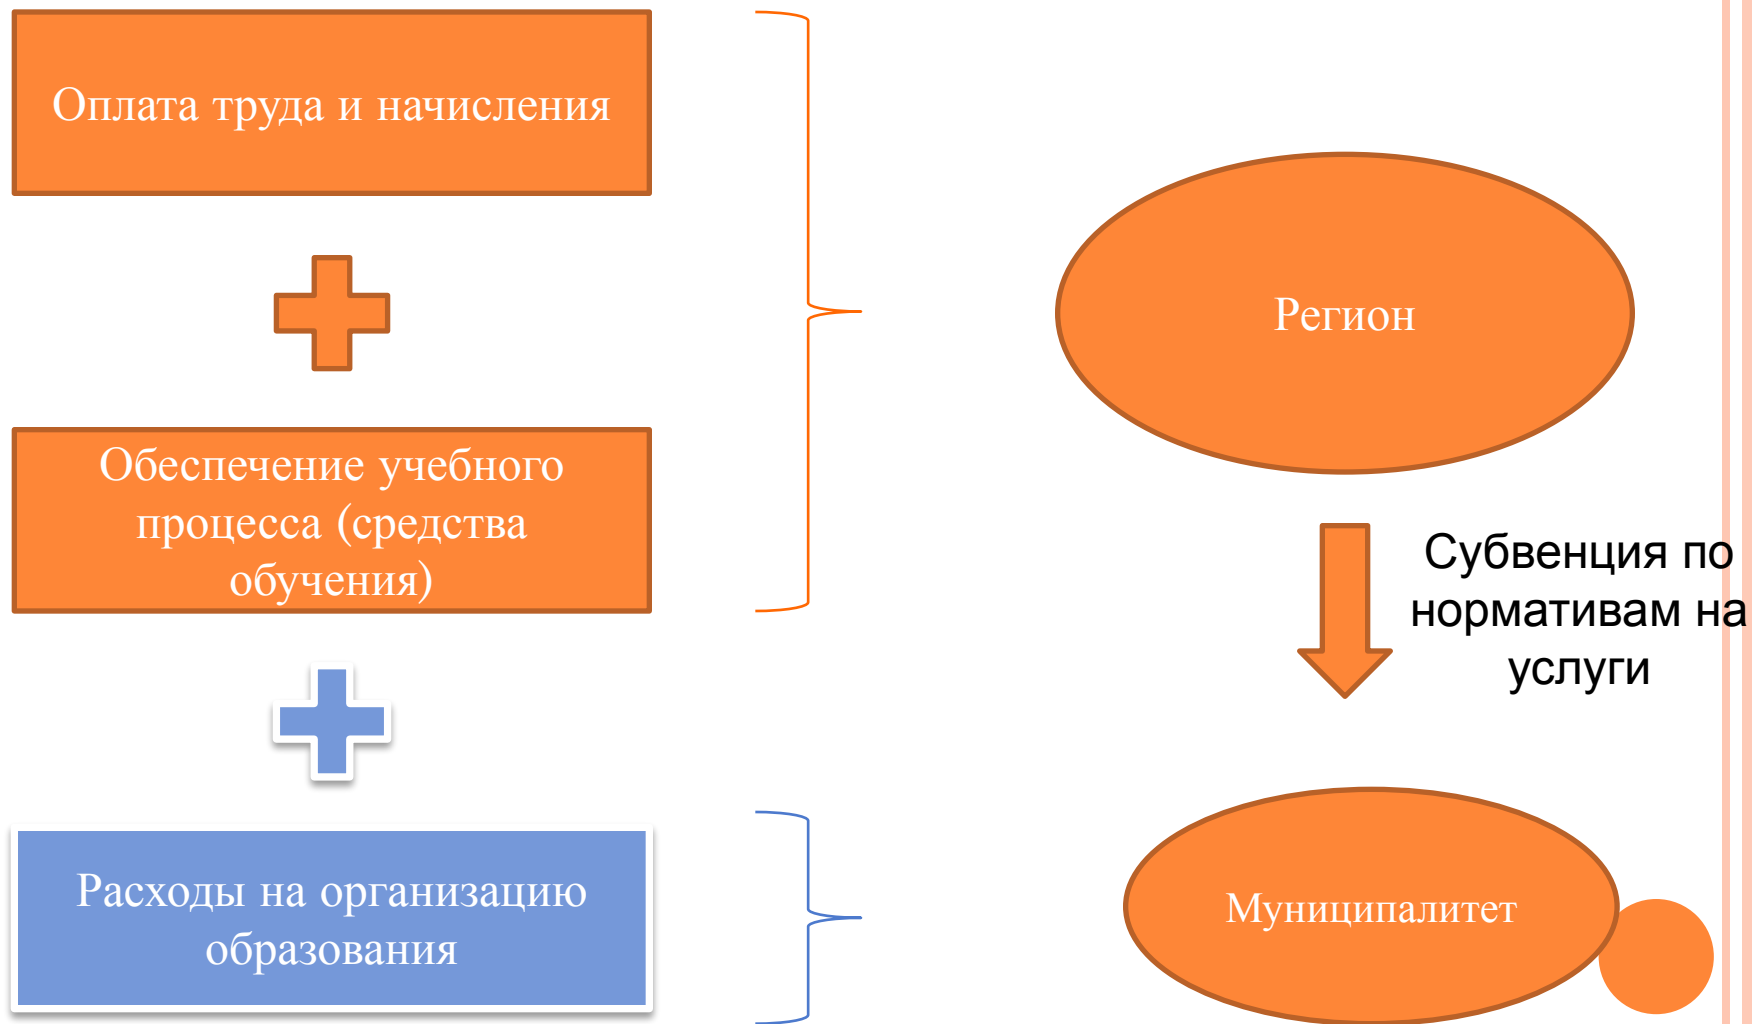 Оплата труда и начисления
Регион
Обеспечение учебного
процесса (средства
обучения)
Субвенция по
нормативам на
услуги
Расходы на организацию
образования
Муниципалитет